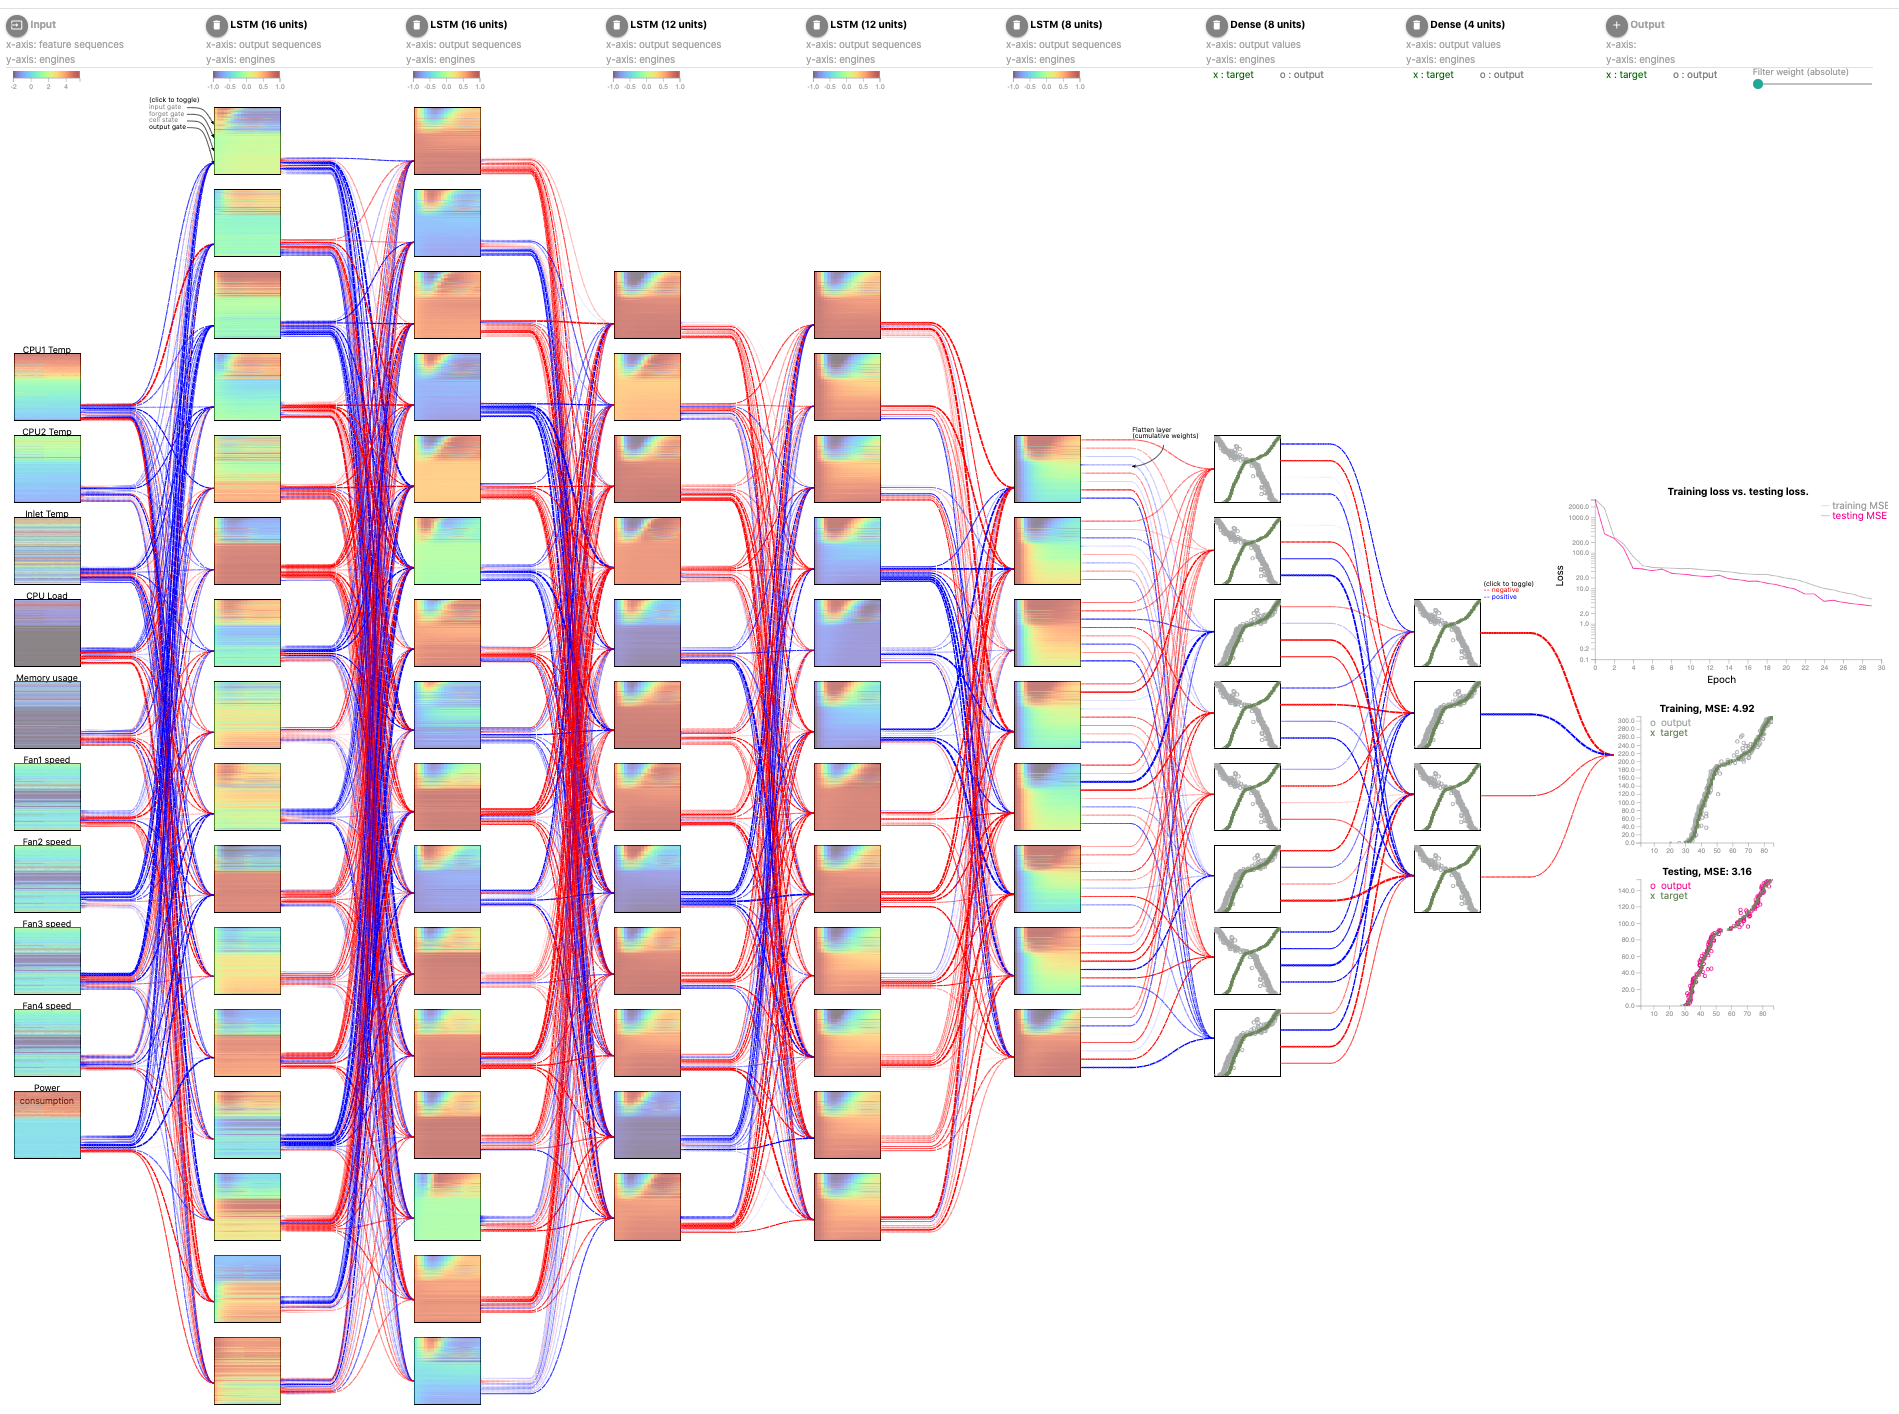 Input
x-axis: feature sequences
y-axis: engines
-2 0 2 4
LSTM (16 units)
x-axis: output sequences
y-axis: engines
-1.0 -0.5 0.0 0.5 1.0
LSTM (16 units)
x-axis: output sequences
y-axis: engines
-1.0 -0.5 0.0 0.5 1.0
LSTM (12 units)
x-axis: output sequences
y-axis: engines
-1.0 -0.5 0.0 0.5 1.0
LSTM (12 units)
x-axis: output sequences
y-axis: engines
-1.0 -0.5 0.0 0.5 1.0
LSTM (8 units)
x-axis: output sequences
y-axis: engines
-1.0 -0.5 0.0 0.5 1.0
Dense (8 units)
x-axis: output values
y-axis: engines
x : target o : output
Dense (4 units)
x-axis: output values
y-axis: engines
x : target o : output
Output
x-axis:
y-axis: engines
x : target o : output
Filter weight (absolute)
(click to toggle)
input gate
forget gate
cell state
output gate
CPU1 Temp
CPU2 Temp
Inlet Temp
CPU Load
Memory usage
Fan1 speed
Fan2 speed
Fan3 speed
Fan4 speed
Power
consumption
Flatten layer
(cumulative weights)
(click to toggle)
-- negative
-- positive
Training loss vs. testing loss.
training MSE
testing MSE
Loss
2000.0
1000.0
200.0
100.0
20.0
10.0
2.0
1.0
0.2
0.1
0 2 4 6 8 10 12 14 16 18 20 22 24 26 28 30
Epoch
Training, MSE: 4.92
o output
x target
300.0
280.0
260.0
240.0
220.0
200.0
180.0
160.0
140.0
120.0
100.0
80.0
60.0
40.0
20.0
0.0
10 20 30 40 50 60 70 80
Testing, MSE: 3.16
o output
x target
140.0
120.0
100.0
80.0
60.0
40.0
20.0
0.0
10 20 30 40 50 60 70 80